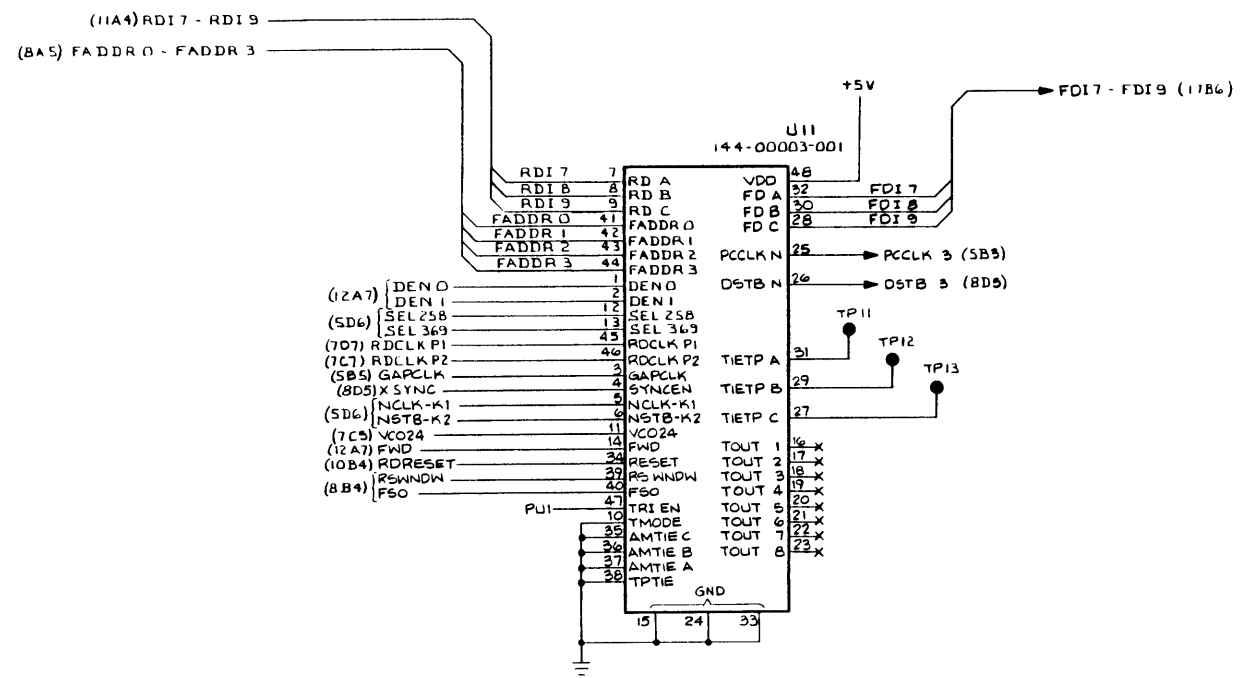 (11A4) RDI 7 - RDI 9
(8A5) FADDR 0 - FADDR 3
+5V
FDI 7 - FDI 9 (17B6)
U11
144-00003-001
RDI 7 7 RD A VDD 48
RDI 8 8 RD B FD A 32 FDI 7
RDI 9 9 RD C FD B 30 FDI 8
FADDR 0 41 FADDR 0 FD C 28 FDI 9
FADDR 1 42 FADDR 1
FADDR 2 43 FADDR 2 PCCLK N 25 PCCLK 3 (5B3)
FADDR 3 44 FADDR 3
(12A7) DEN 0 1 DEN 0 DSTB N 26 DSTB 3 (8D5)
DEN 1 2 DEN 1
(5D6) SEL 258 12 SEL 258 TP11
SEL 369 13 SEL 369
(7D7) RDCLK P1 45 RDCLK P1 TP12
(7C7) RDCLK P2 46 RDCLK P2 TIETP A 31
(5B5) GAPCLK 3 GAPCLK TP13
(8D5) X SYNC 4 SYNCEN TIETP B 29
(5D6) NCLK-K1 5 NCLK-K1
NSTB-K2 6 NSTB-K2 TIETP C 27
(7C5) VCO24 11 VCO24
(12A7) FWD 14 FWD TOUT 1 16
(10B4) RDRESET 34 RESET TOUT 2 17
(8B4) RSWNDW 39 RSWNDW TOUT 3 18
FSO 40 FSO TOUT 4 19
PU1 47 TRI EN TOUT 5 20
10 TMODE TOUT 6 21
35 AMTIE C TOUT 7 22
36 AMTIE B TOUT 8 23
37 AMTIE A
38 TPTIE
GND
15 24 33